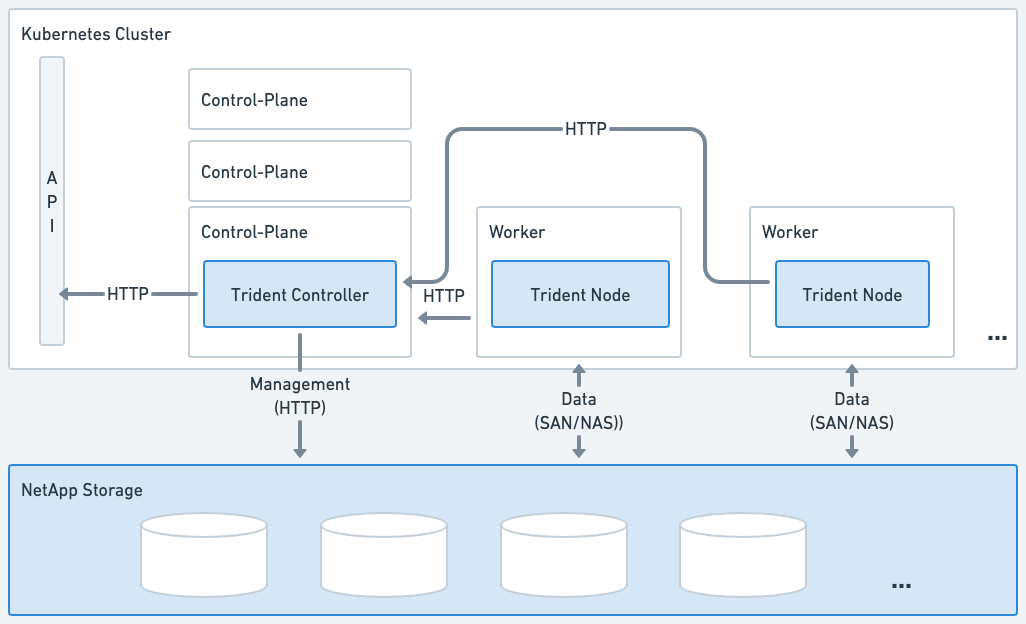 Kubernetes Cluster
A
P
I
Control-Plane
Control-Plane
Control-Plane
Trident Controller
HTTP
HTTP
HTTP
Worker
Trident Node
Worker
Trident Node
...
Management
(HTTP)
Data
(SAN/NAS))
Data
(SAN/NAS)
NetApp Storage
...